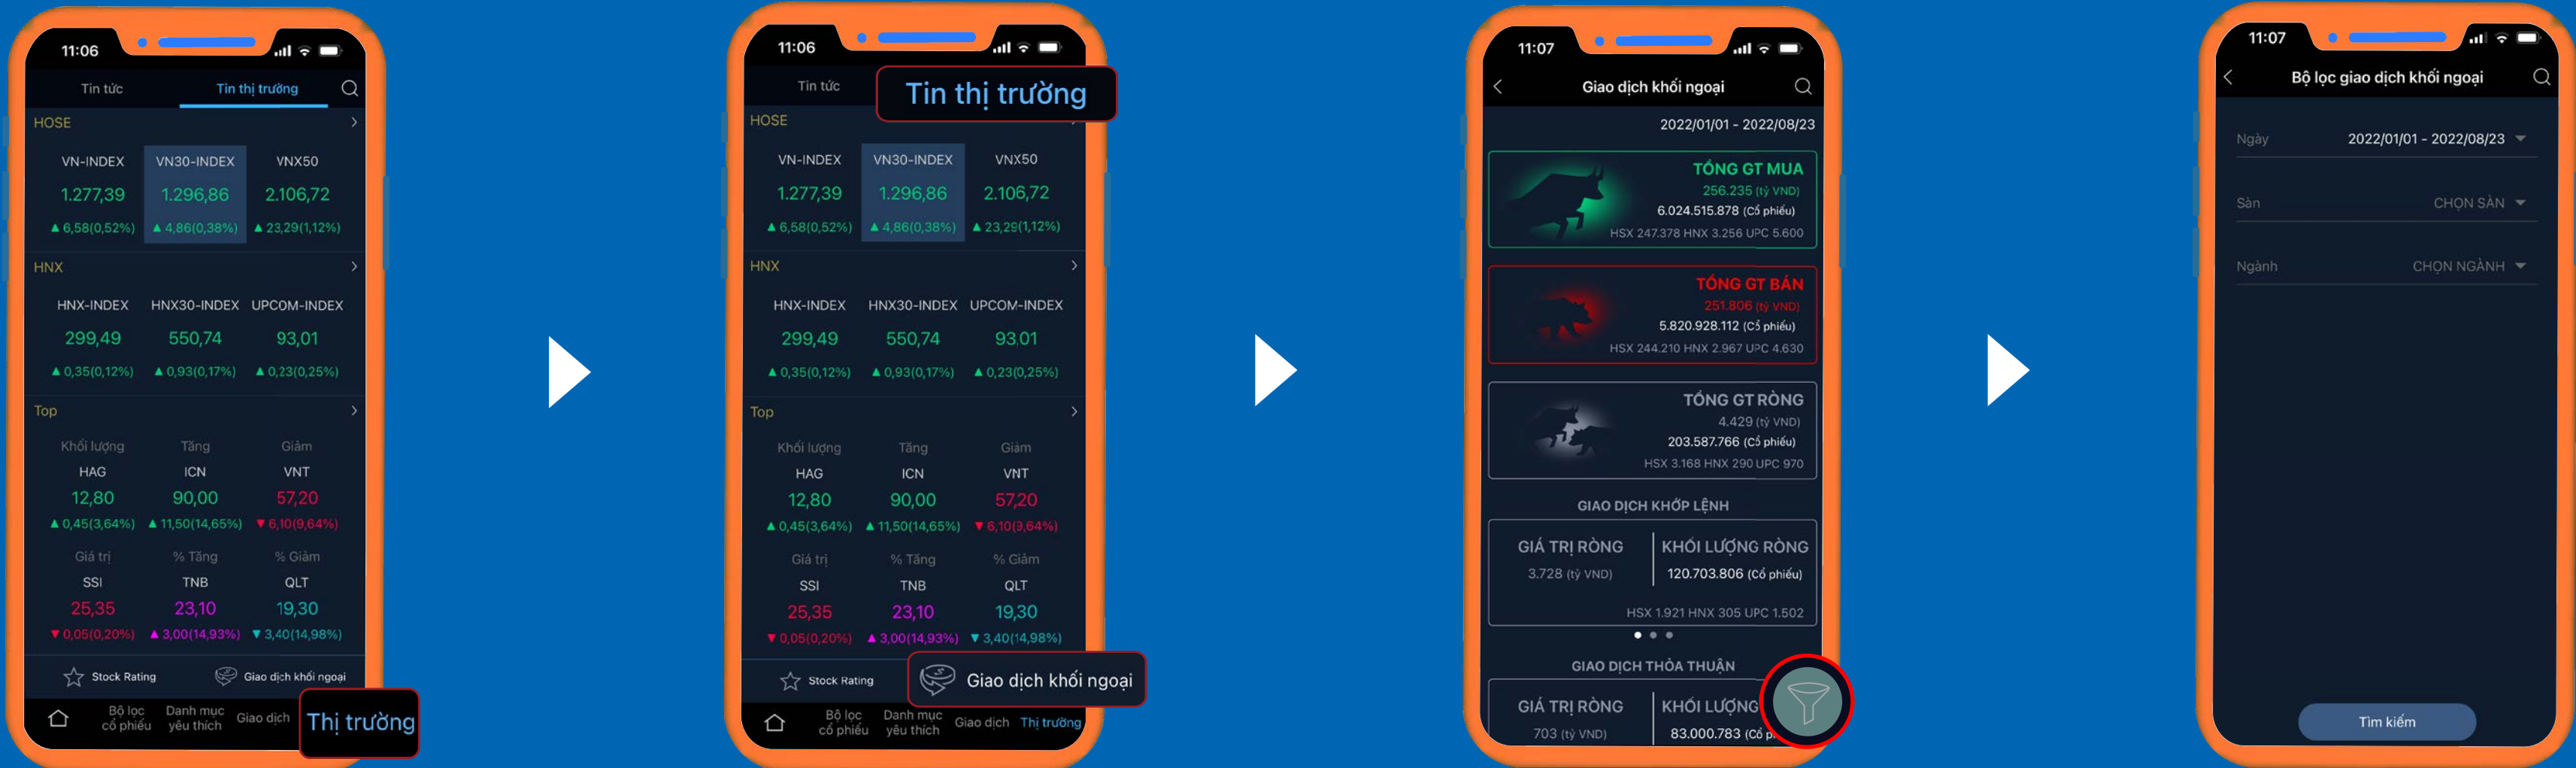 11:06
Tin tức Tin thị trường
HOSE
VN-INDEX VN30-INDEX VNX50
1.277,39 1.296,86 2.106,72
▲ 6,58(0,52%) ▲ 4,86(0,38%) ▲ 23,29(1,12%)
HNX
HNX-INDEX HNX30-INDEX UPCOM-INDEX
299,49 550,74 93,01
▲ 0,35(0,12%) ▲ 0,93(0,17%) ▲ 0,23(0,25%)
Top
Khối lượng Tăng Giảm
HAG ICN VNT
12,80 90,00 57,20
▲ 0,45(3,64%) ▲ 11,50(14,65%) ▼ 6,10(9,64%)
Giá trị % Tăng % Giảm
SSI TNB QLT
25,35 23,10 19,30
▼ 0,05(0,20%) ▲ 3,00(14,93%) ▼ 3,40(14,98%)
Stock Rating Giao dịch khối ngoại
Bộ lọc cổ phiếu Danh mục yêu thích Giao dịch Thị trường
11:06
Tin tức Tin thị trường
HOSE
VN-INDEX VN30-INDEX VNX50
1.277,39 1.296,86 2.106,72
▲ 6,58(0,52%) ▲ 4,86(0,38%) ▲ 23,29(1,12%)
HNX
HNX-INDEX HNX30-INDEX UPCOM-INDEX
299,49 550,74 93,01
▲ 0,35(0,12%) ▲ 0,93(0,17%) ▲ 0,23(0,25%)
Top
Khối lượng Tăng Giảm
HAG ICN VNT
12,80 90,00 57,20
▲ 0,45(3,64%) ▲ 11,50(14,65%) ▼ 6,10(9,64%)
Giá trị % Tăng % Giảm
SSI TNB QLT
25,35 23,10 19,30
▼ 0,05(0,20%) ▲ 3,00(14,93%) ▼ 3,40(14,98%)
Stock Rating Giao dịch khối ngoại
Bộ lọc cổ phiếu Danh mục yêu thích Giao dịch Thị trường
11:07
Giao dịch khối ngoại
2022/01/01 - 2022/08/23
TỔNG GT MUA
256.235 (tỷ VND)
6.024.515.878 (Cổ phiếu)
HSX 247.378 HNX 3.256 UPC 5.600
TỔNG GT BÁN
251.806 (tỷ VND)
5.820.928.112 (Cổ phiếu)
HSX 244.210 HNX 2.967 UPC 4.630
TỔNG GT RÒNG
4.429 (tỷ VND)
203.587.766 (Cổ phiếu)
HSX 3.168 HNX 290 UPC 970
GIAO DỊCH KHỚP LỆNH
GIÁ TRỊ RÒNG KHỐI LƯỢNG RÒNG
3.728 (tỷ VND) 120.703.806 (Cổ phiếu)
HSX 1.921 HNX 305 UPC 1.502
GIAO DỊCH THỎA THUẬN
GIÁ TRỊ RÒNG KHỐI LƯỢNG
703 (tỷ VND) 83.000.783 (Cổ p
11:07
Bộ lọc giao dịch khối ngoại
Ngày 2022/01/01 - 2022/08/23
Sàn CHỌN SÀN
Ngành CHỌN NGÀNH
Tìm kiếm